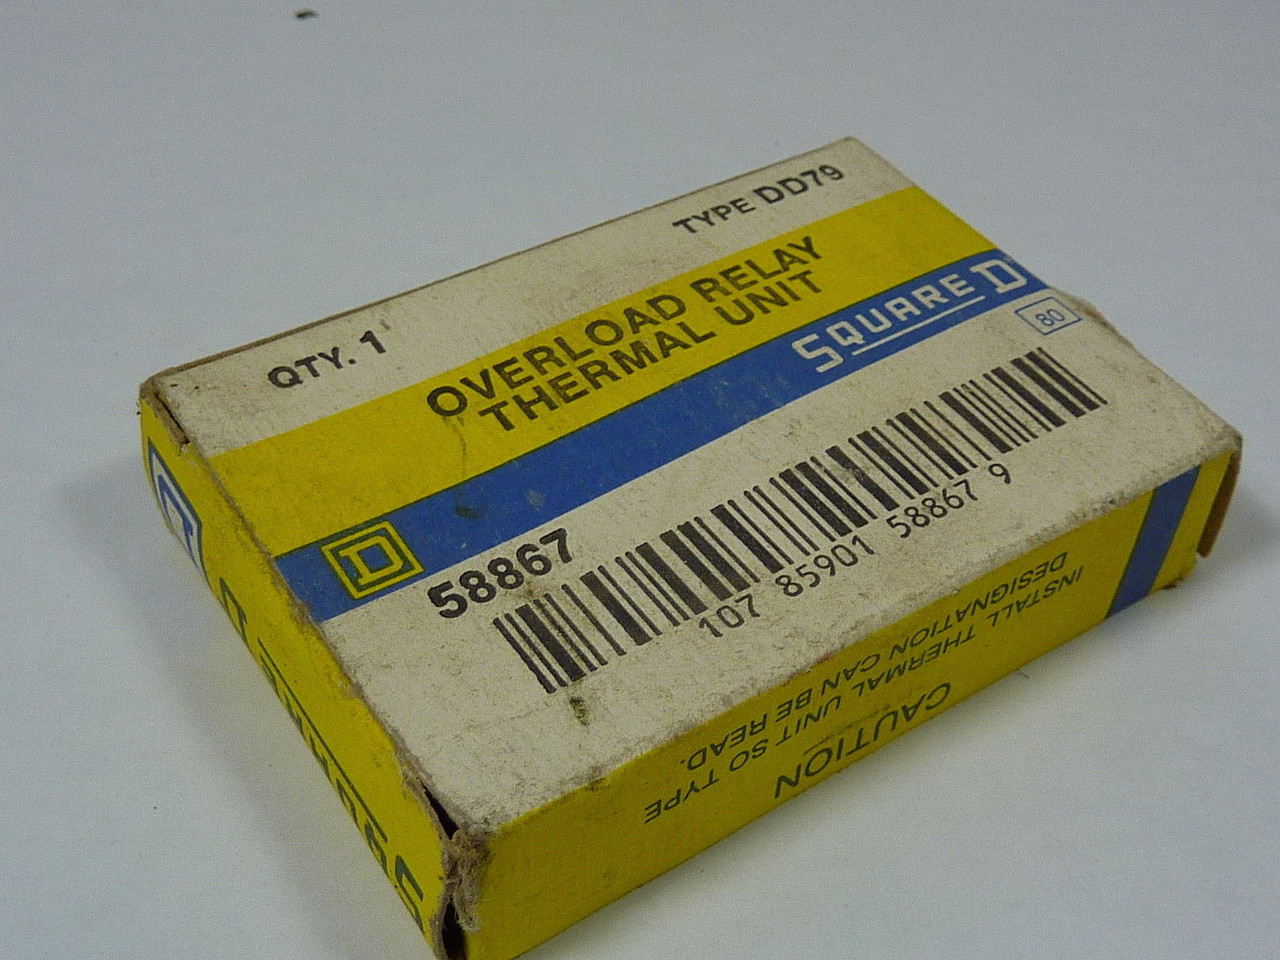 QTY. 1
TYPE DD79
OVERLOAD RELAY
THERMAL UNIT
SQUARE D
D
80
58867
107 85901 58867 9
CAUTION
INSTALL THERMAL UNIT SO TYPE
DESIGNATION CAN BE READ.
SQUARE D